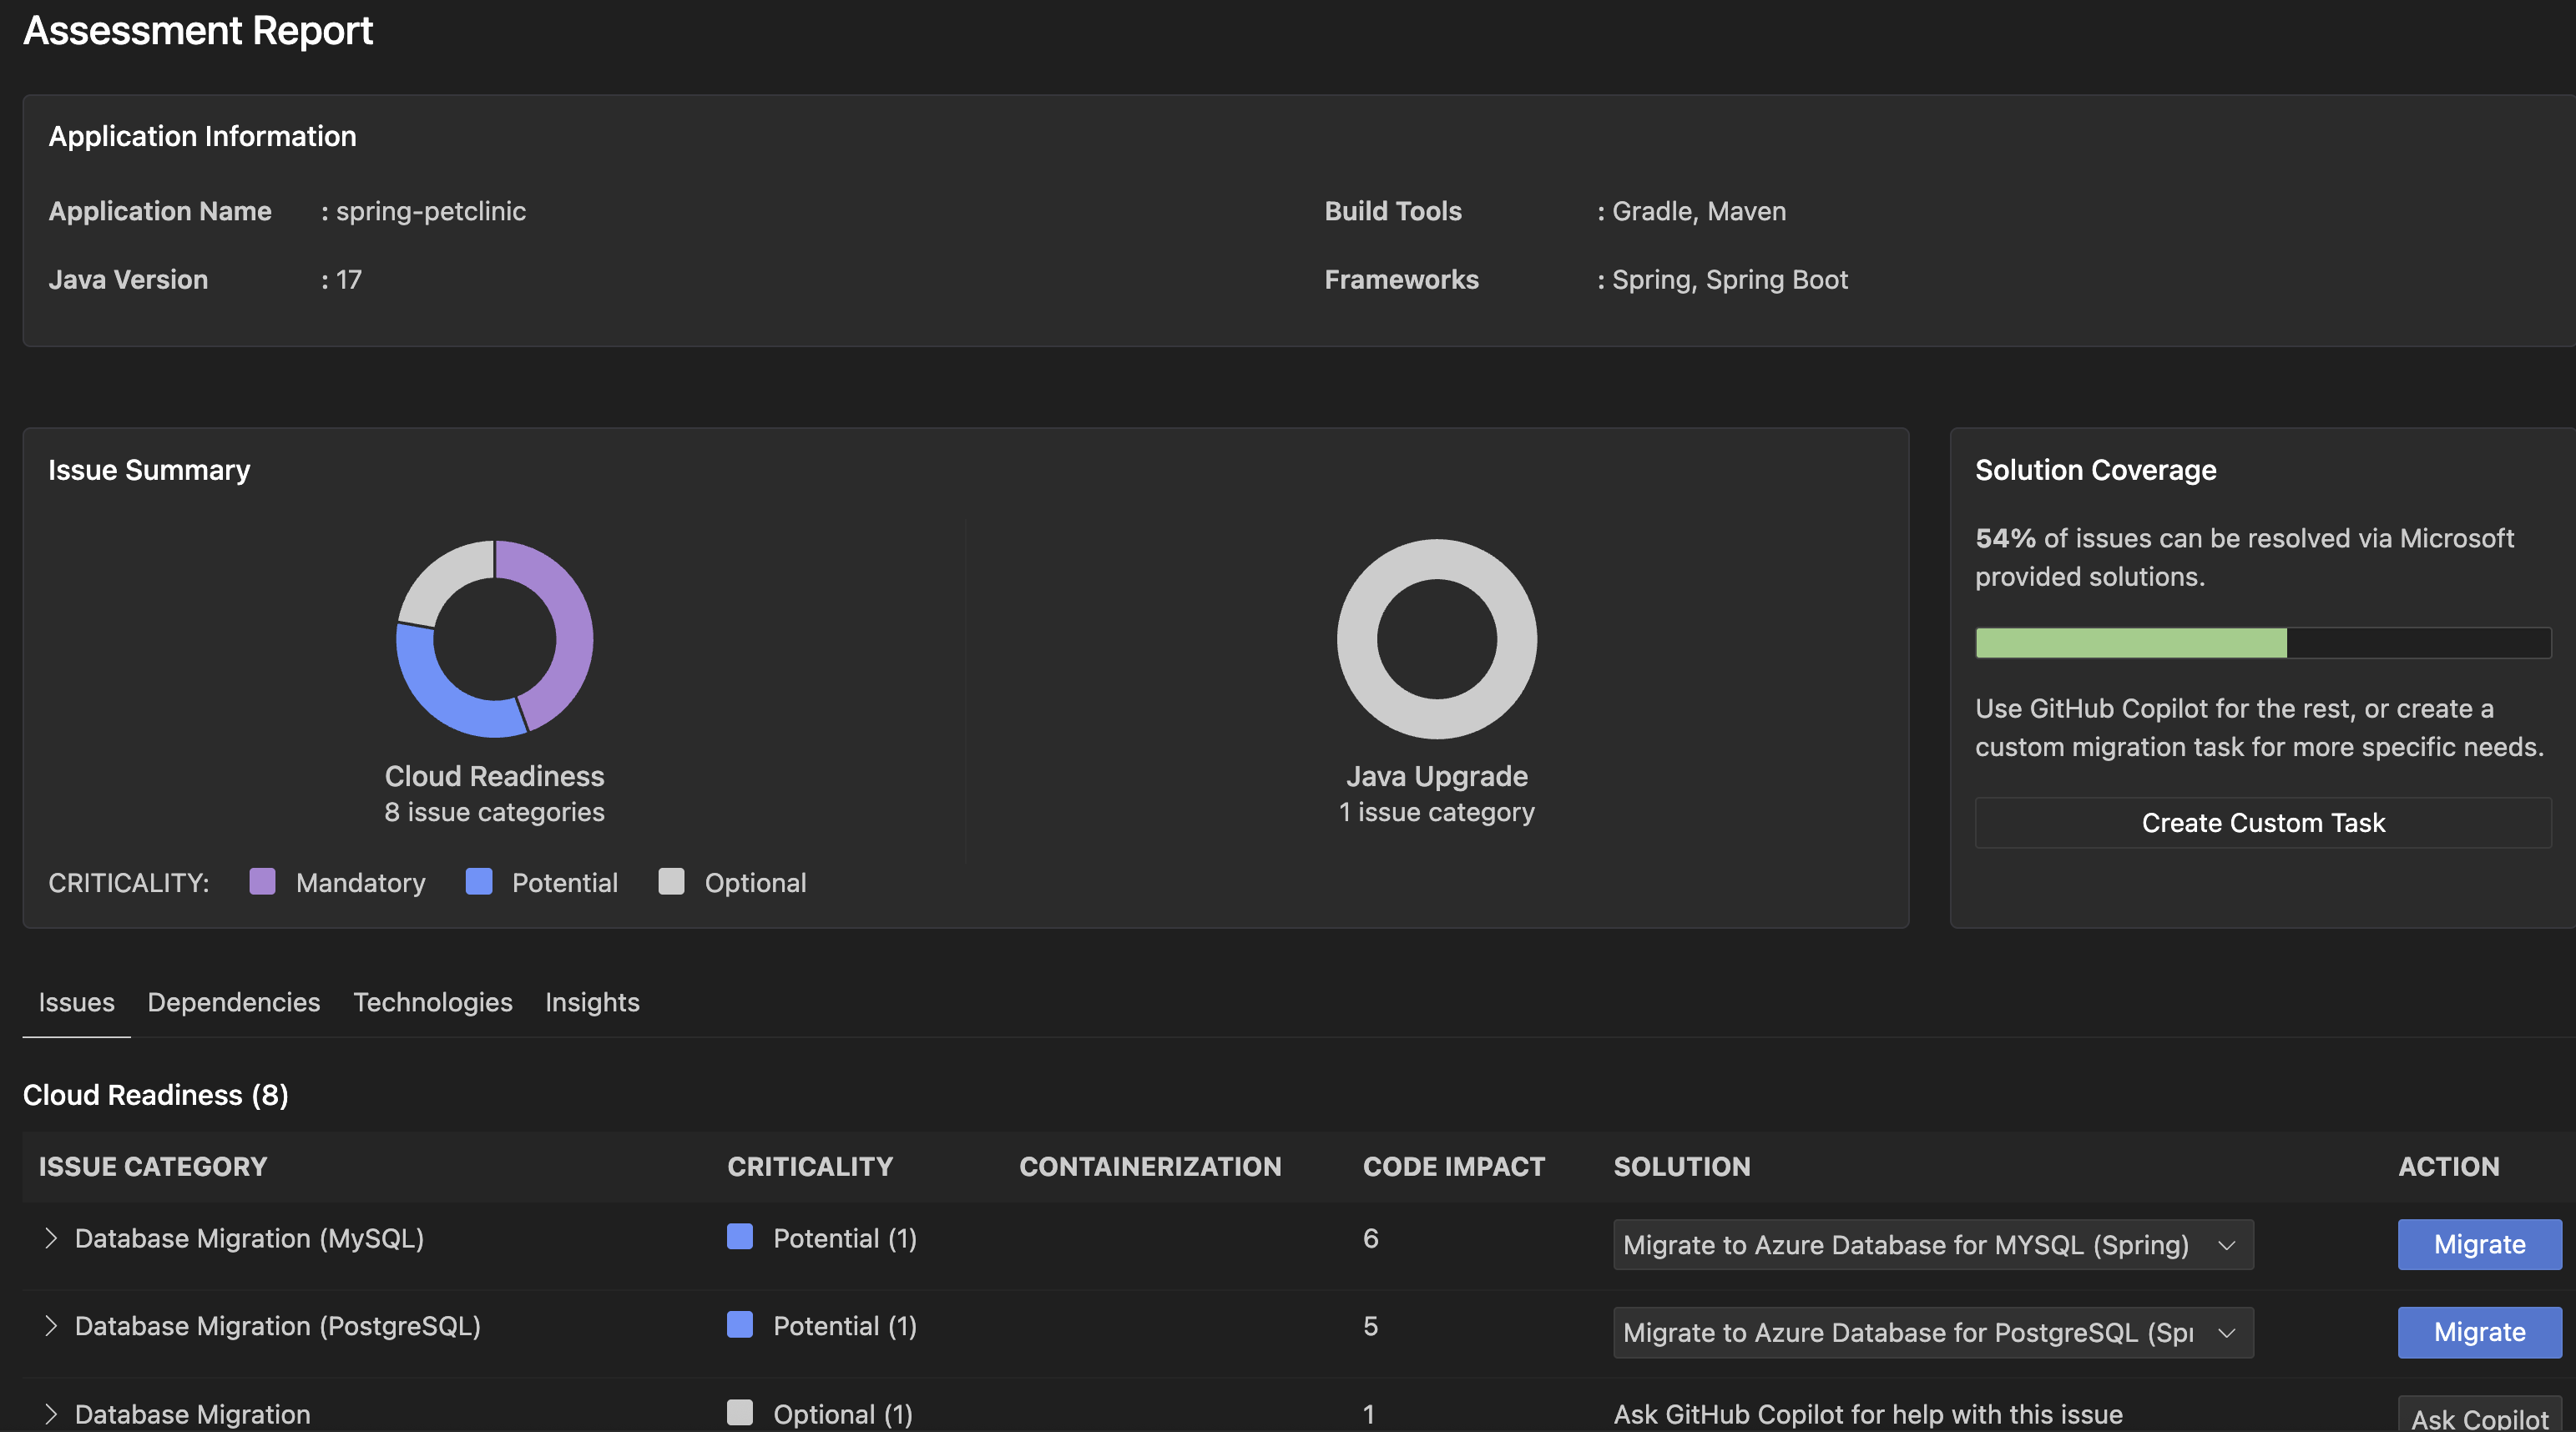 Assessment Report
Application Information
Application Name : spring-petclinic
Build Tools : Gradle, Maven
Java Version : 17
Frameworks : Spring, Spring Boot
Issue Summary
Cloud Readiness
8 issue categories
Java Upgrade
1 issue category
CRITICALITY: Mandatory Potential Optional
Solution Coverage
54% of issues can be resolved via Microsoft
provided solutions.
Use GitHub Copilot for the rest, or create a
custom migration task for more specific needs.
Create Custom Task
Issues Dependencies Technologies Insights
Cloud Readiness (8)
ISSUE CATEGORY CRITICALITY CONTAINERIZATION CODE IMPACT SOLUTION ACTION
Database Migration (MySQL) Potential (1) 6 Migrate to Azure Database for MYSQL (Spring) Migrate
Database Migration (PostgreSQL) Potential (1) 5 Migrate to Azure Database for PostgreSQL (Spr Migrate
Database Migration Optional (1) 1 Ask GitHub Copilot for help with this issue Ask Copilot